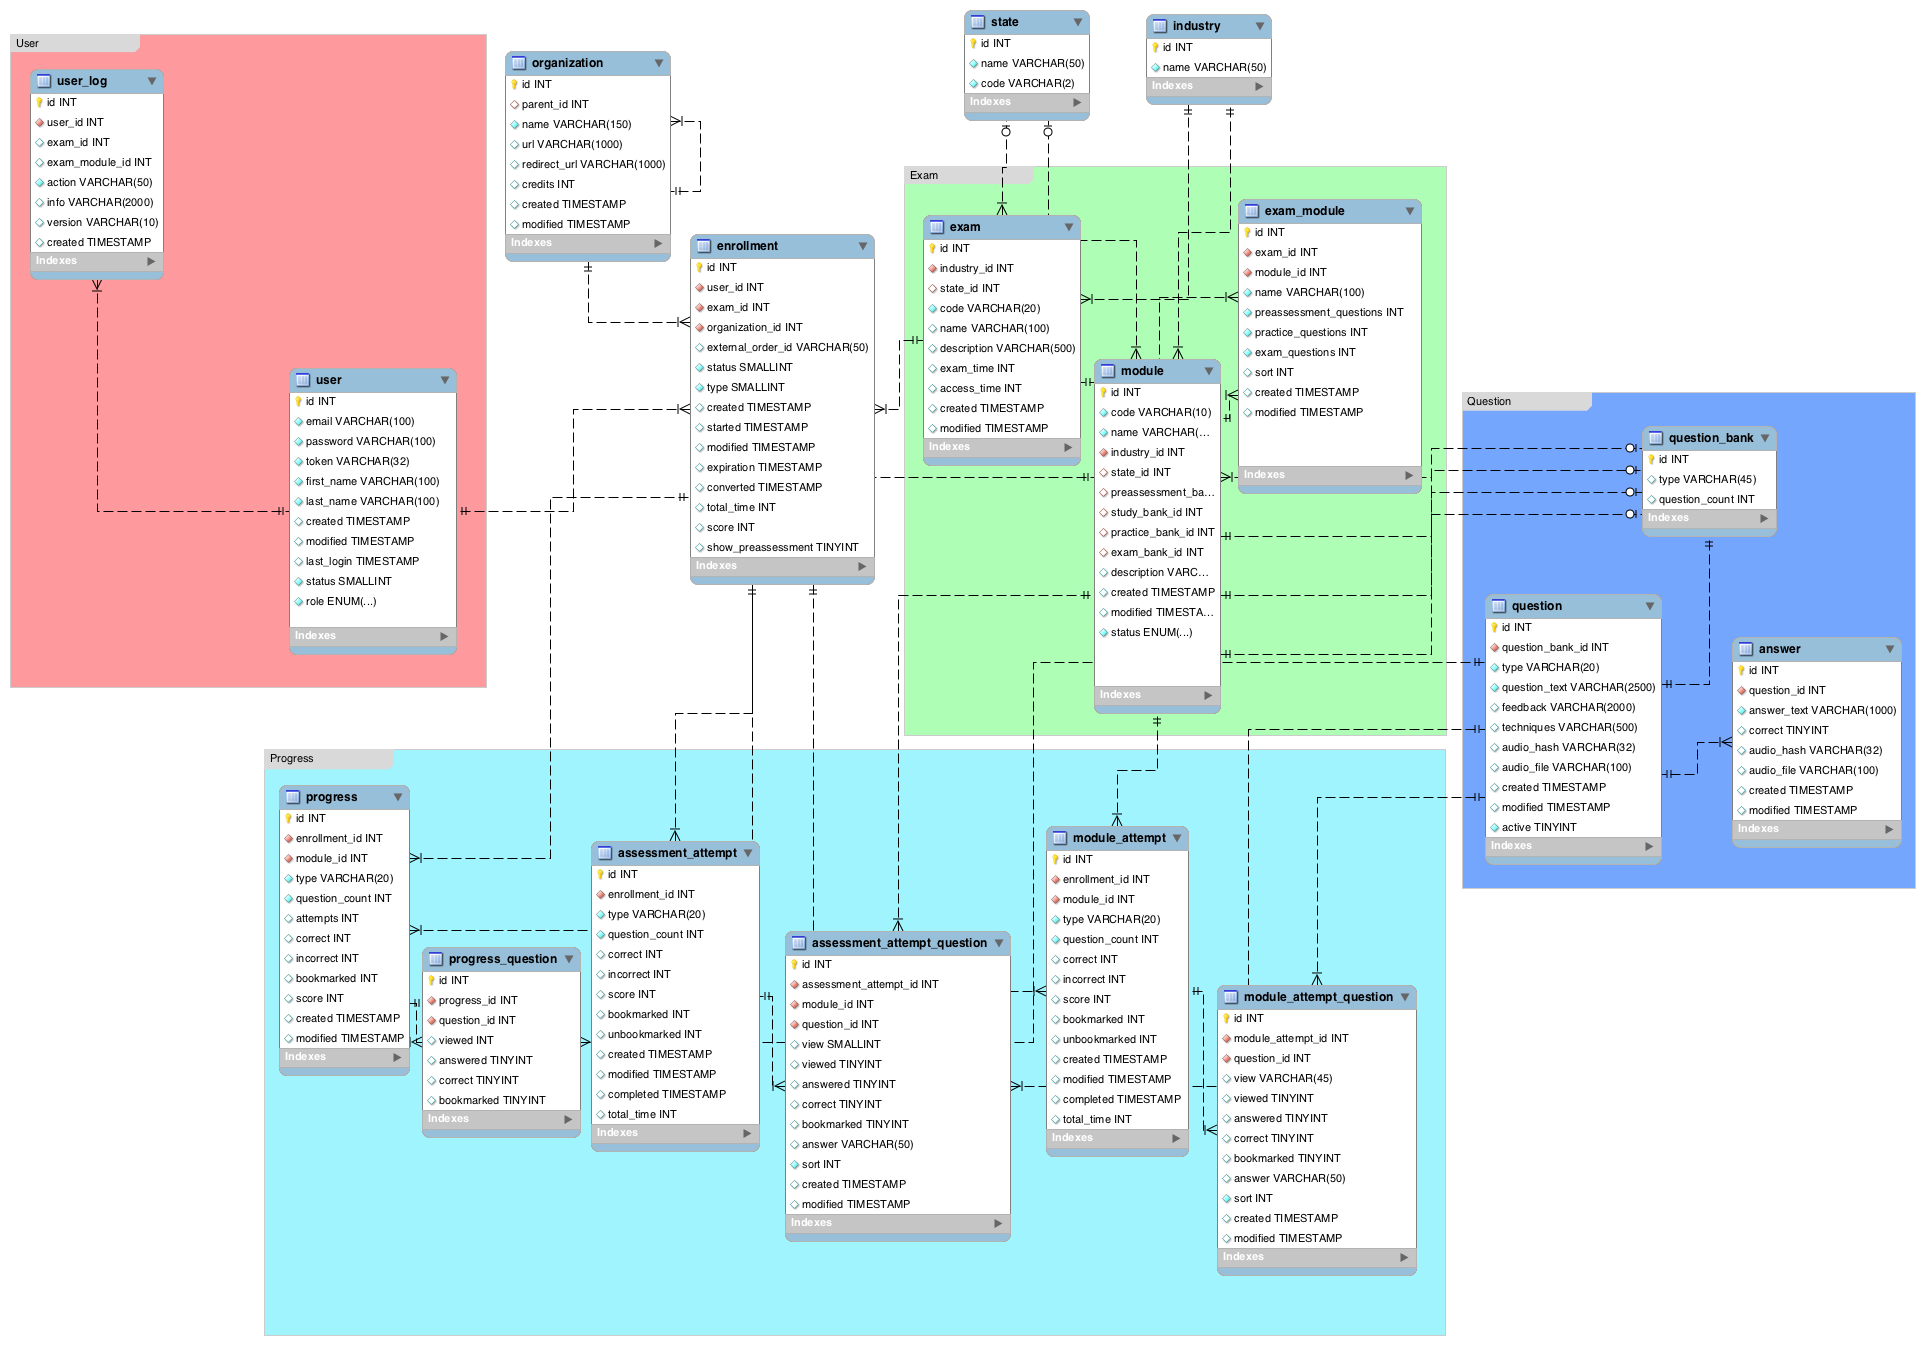 User
user_log
id INT
user_id INT
exam_id INT
exam_module_id INT
action VARCHAR(50)
info VARCHAR(2000)
version VARCHAR(10)
created TIMESTAMP
Indexes
user
id INT
email VARCHAR(100)
password VARCHAR(100)
token VARCHAR(32)
first_name VARCHAR(100)
last_name VARCHAR(100)
created TIMESTAMP
modified TIMESTAMP
last_login TIMESTAMP
status SMALLINT
role ENUM(...)
Indexes
organization
id INT
parent_id INT
name VARCHAR(150)
url VARCHAR(1000)
redirect_url VARCHAR(1000)
credits INT
created TIMESTAMP
modified TIMESTAMP
Indexes
enrollment
id INT
user_id INT
exam_id INT
organization_id INT
external_order_id VARCHAR(50)
status SMALLINT
type SMALLINT
created TIMESTAMP
started TIMESTAMP
modified TIMESTAMP
expiration TIMESTAMP
converted TIMESTAMP
total_time INT
score INT
show_preassessment TINYINT
Indexes
state
id INT
name VARCHAR(50)
code VARCHAR(2)
Indexes
industry
id INT
name VARCHAR(50)
Indexes
Exam
exam
id INT
industry_id INT
state_id INT
code VARCHAR(20)
name VARCHAR(100)
description VARCHAR(500)
exam_time INT
access_time INT
created TIMESTAMP
modified TIMESTAMP
Indexes
exam_module
id INT
exam_id INT
module_id INT
name VARCHAR(100)
preassessment_questions INT
practice_questions INT
exam_questions INT
sort INT
created TIMESTAMP
modified TIMESTAMP
Indexes
module
id INT
code VARCHAR(10)
name VARCHAR(...
industry_id INT
state_id INT
preassessment_ba...
study_bank_id INT
practice_bank_id INT
exam_bank_id INT
description VARC...
created TIMESTAMP
modified TIMESTA...
status ENUM(...)
Indexes
Question
question_bank
id INT
type VARCHAR(45)
question_count INT
Indexes
question
id INT
question_bank_id INT
type VARCHAR(20)
question_text VARCHAR(2500)
feedback VARCHAR(2000)
techniques VARCHAR(500)
audio_hash VARCHAR(32)
audio_file VARCHAR(100)
created TIMESTAMP
modified TIMESTAMP
active TINYINT
Indexes
answer
id INT
question_id INT
answer_text VARCHAR(1000)
correct TINYINT
audio_hash VARCHAR(32)
audio_file VARCHAR(100)
created TIMESTAMP
modified TIMESTAMP
Indexes
Progress
progress
id INT
enrollment_id INT
module_id INT
type VARCHAR(20)
question_count INT
attempts INT
correct INT
incorrect INT
bookmarked INT
score INT
created TIMESTAMP
modified TIMESTAMP
Indexes
progress_question
id INT
progress_id INT
question_id INT
viewed INT
answered TINYINT
correct TINYINT
bookmarked TINYINT
Indexes
assessment_attempt
id INT
enrollment_id INT
type VARCHAR(20)
question_count INT
correct INT
incorrect INT
score INT
bookmarked INT
unbookmarked INT
created TIMESTAMP
modified TIMESTAMP
completed TIMESTAMP
total_time INT
Indexes
assessment_attempt_question
id INT
assessment_attempt_id INT
module_id INT
question_id INT
view SMALLINT
viewed TINYINT
answered TINYINT
correct TINYINT
bookmarked TINYINT
answer VARCHAR(50)
sort INT
created TIMESTAMP
modified TIMESTAMP
Indexes
module_attempt
id INT
enrollment_id INT
module_id INT
type VARCHAR(20)
question_count INT
correct INT
incorrect INT
score INT
bookmarked INT
unbookmarked INT
created TIMESTAMP
modified TIMESTAMP
completed TIMESTAMP
total_time INT
Indexes
module_attempt_question
id INT
module_attempt_id INT
question_id INT
view VARCHAR(45)
viewed TINYINT
answered TINYINT
correct TINYINT
bookmarked TINYINT
answer VARCHAR(50)
sort INT
created TIMESTAMP
modified TIMESTAMP
Indexes